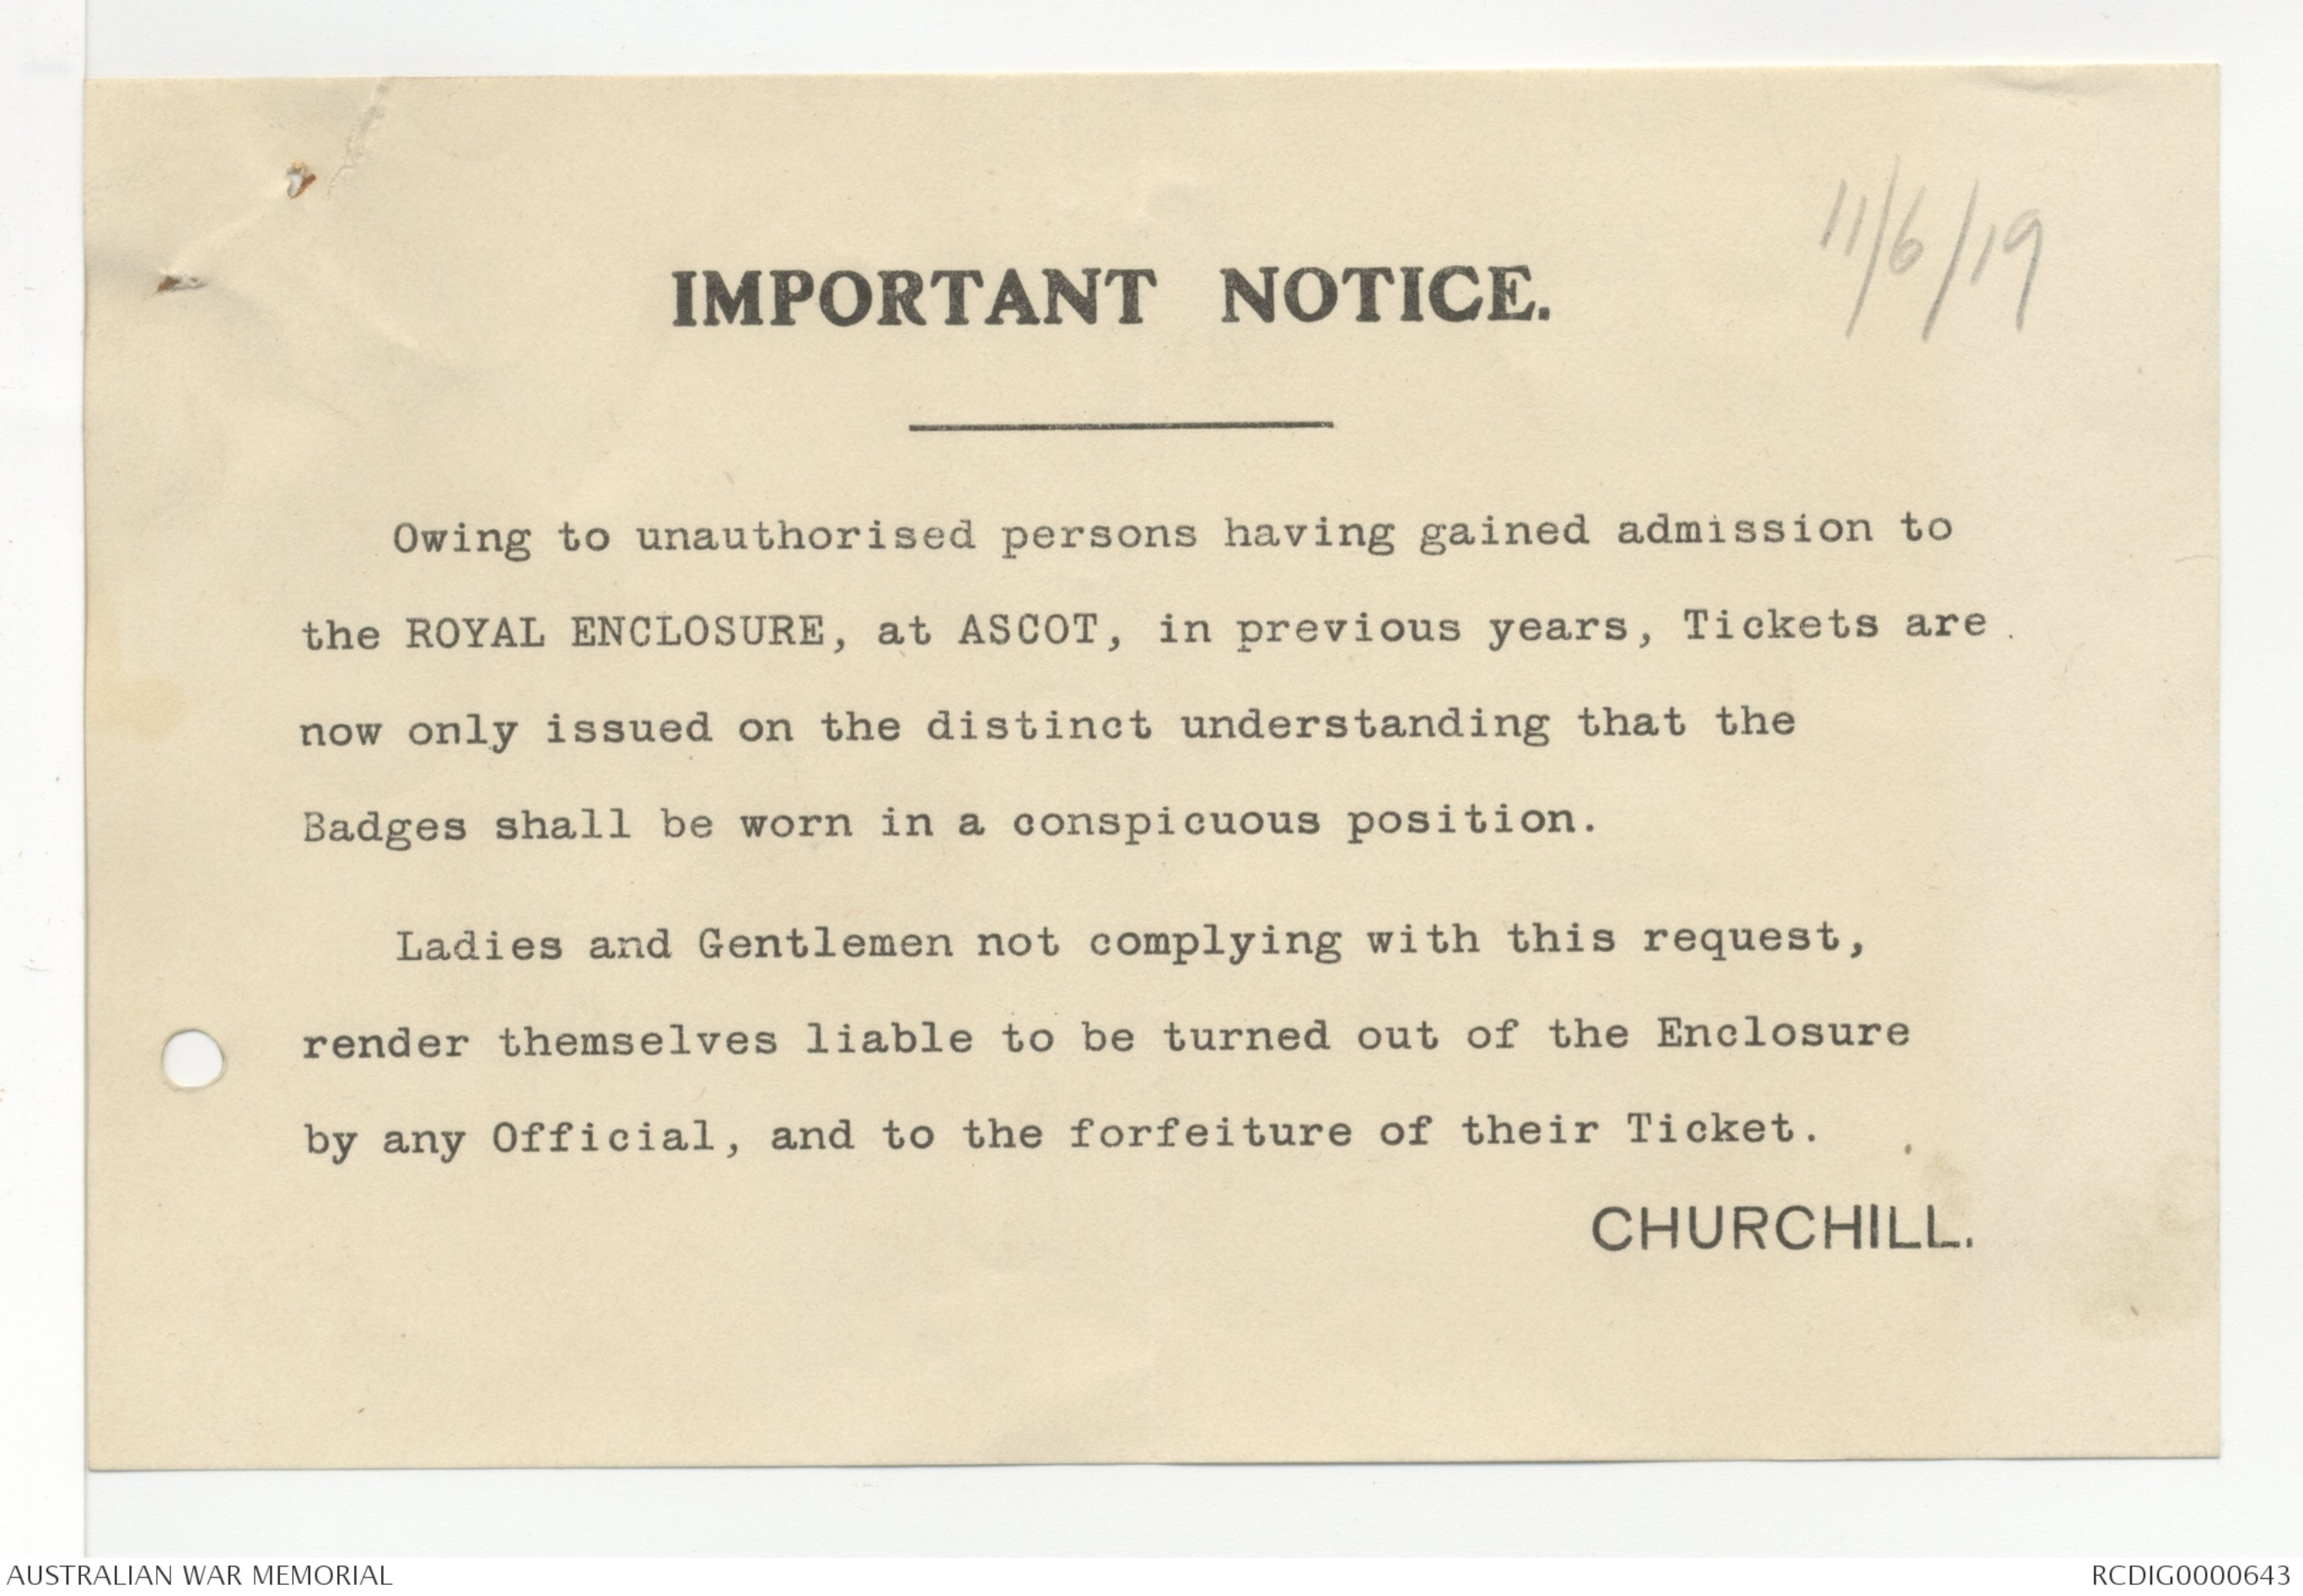 11/6/19
IMPORTANT NOTICE.
Owing to unauthorised persons having gained admission to
the ROYAL ENCLOSURE, at ASCOT, in previous years, Tickets are
now only issued on the distinct understanding that the
Badges shall be worn in a conspicuous position.
Ladies and Gentlemen not complying with this request,
render themselves liable to be turned out of the Enclosure
by any Official, and to the forfeiture of their Ticket.
CHURCHILL.
AUSTRALIAN WAR MEMORIAL
RCDIG0000643